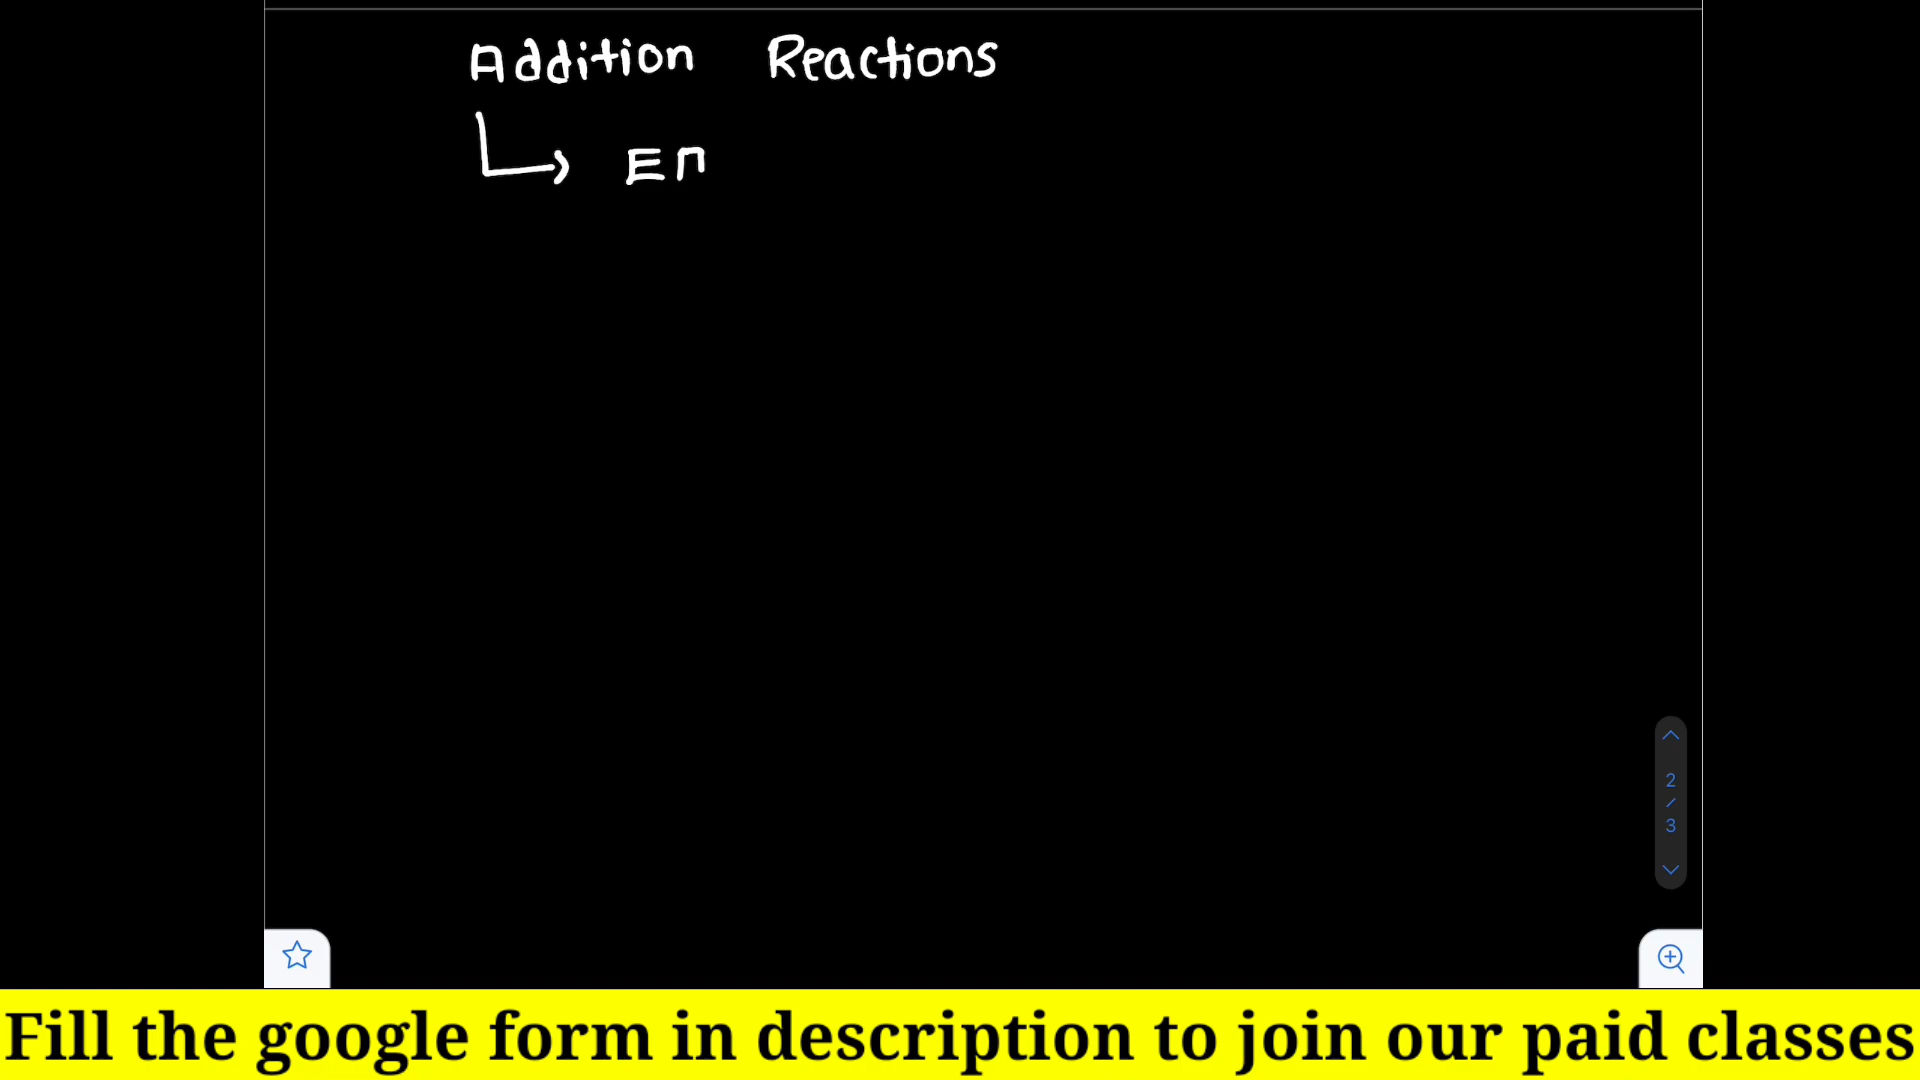 Addition Reactions
En
2
/
3
Fill the google form in description to join our paid classes